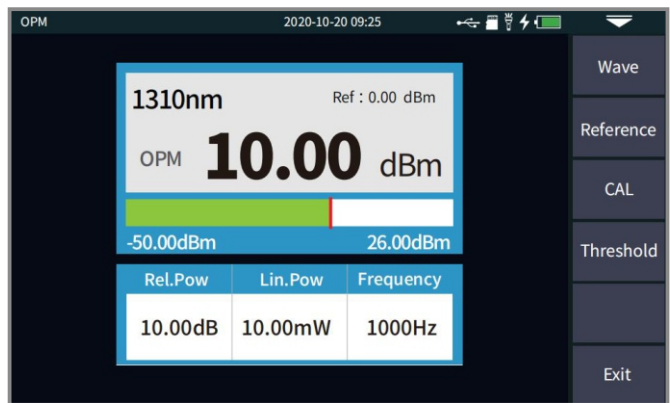 OPM 2020-10-20 09:25
Wave
1310nm Ref : 0.00 dBm
Reference
OPM 10.00 dBm
CAL
-50.00dBm 26.00dBm
Threshold
Rel.Pow Lin.Pow Frequency
10.00dB 10.00mW 1000Hz
Exit